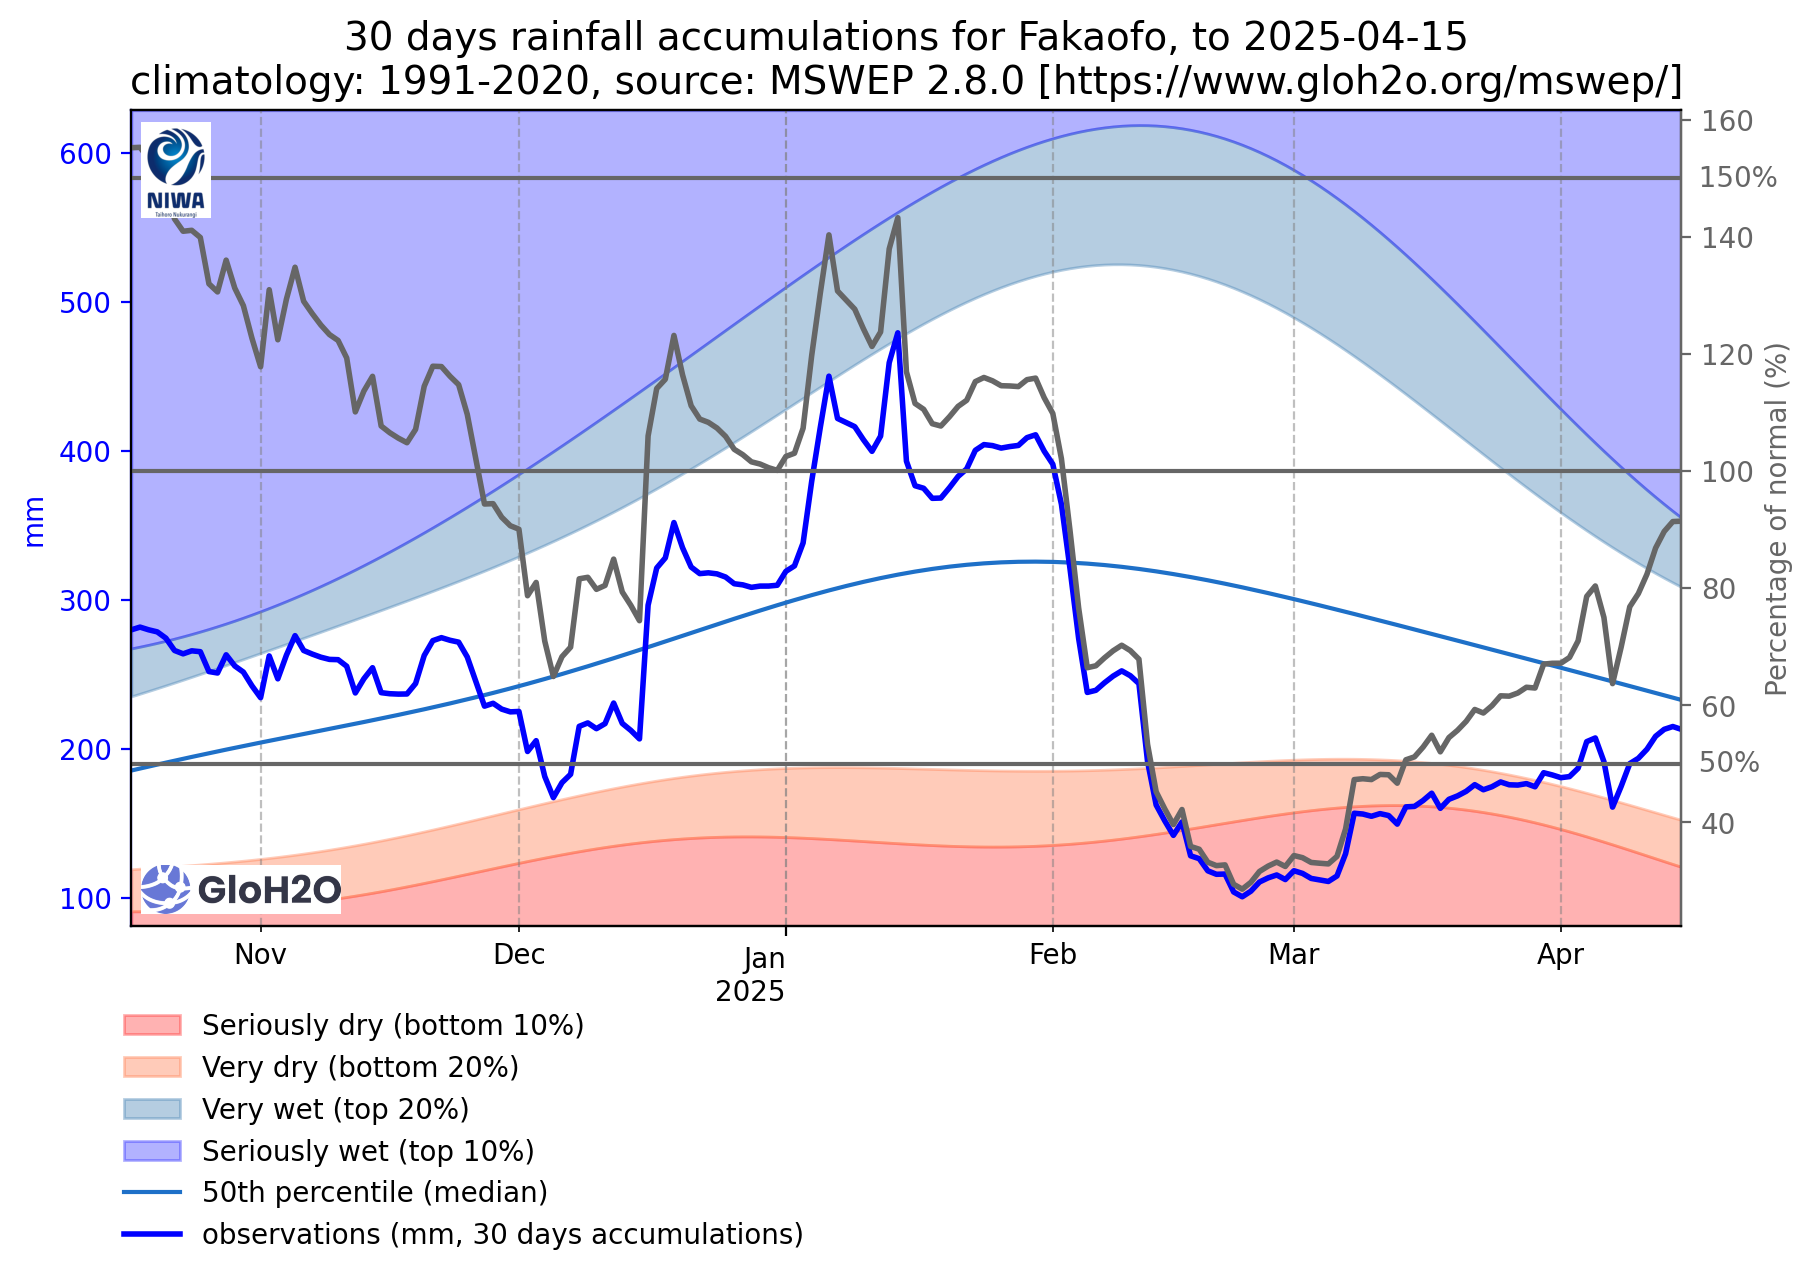 30 days rainfall accumulations for Fakaofo, to 2025-04-15
climatology: 1991-2020, source: MSWEP 2.8.0 [https://www.gloh2o.org/mswep/]
NIWA
Taihoro Nukurangi
600
500
400
300
200
100
mm
160
150%
140
120
100
80
60
50%
40
Percentage of normal (%)
GloH2O
Nov
Dec
Jan
2025
Feb
Mar
Apr
Seriously dry (bottom 10%)
Very dry (bottom 20%)
Very wet (top 20%)
Seriously wet (top 10%)
50th percentile (median)
observations (mm, 30 days accumulations)